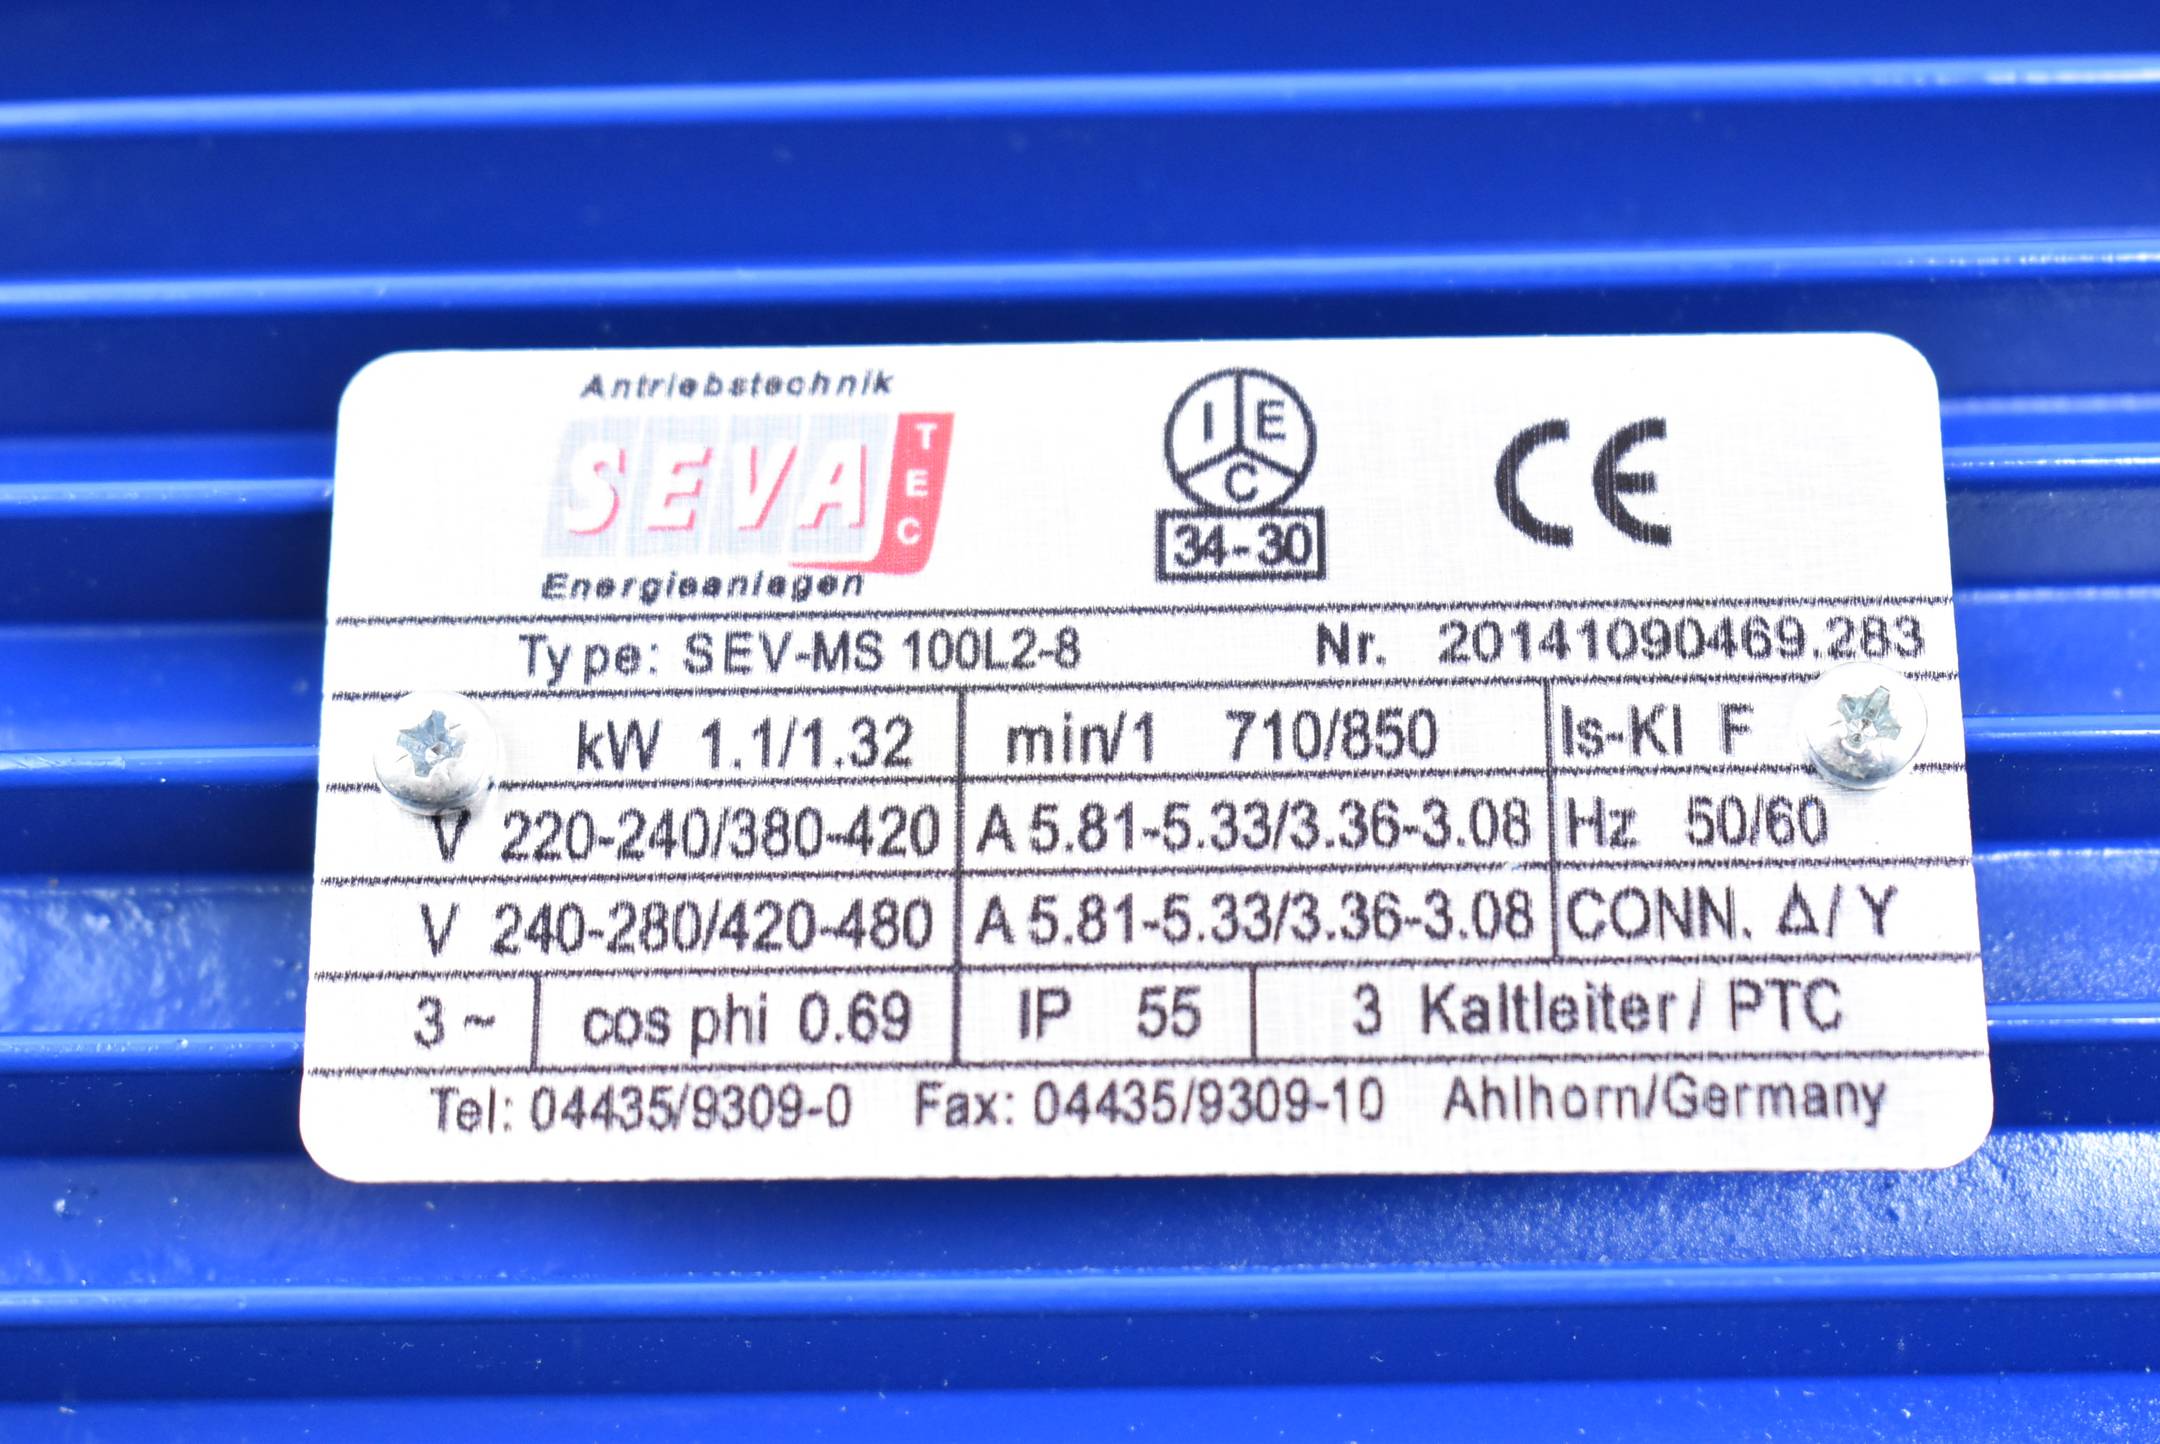 Antriebstechnik
SEVA TEC
Energieanlagen
I E C
34-30
CE
Type: SEV-MS 100L2-8 Nr. 20141090469.283
kW 1.1/1.32 min/1 710/850 Is-Kl F
V 220-240/380-420 A 5.81-5.33/3.36-3.08 Hz 50/60
V 240-280/420-480 A 5.81-5.33/3.36-3.08 CONN. Δ/Y
3~ cos phi 0.69 IP 55 3 Kaltleiter/PTC
Tel: 04435/9309-0 Fax: 04435/9309-10 Ahlhorn/Germany